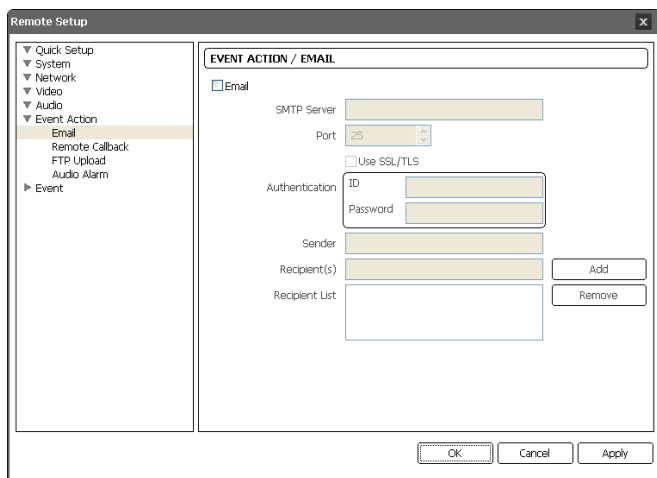 Remote Setup
Quick Setup
System
Network
Video
Audio
Event Action
Email
Remote Callback
FTP Upload
Audio Alarm
Event
EVENT ACTION / EMAIL
Email
SMTP Server
Port 25
Use SSL/TLS
Authentication ID
Password
Sender
Recipient(s) Add
Recipient List Remove
OK Cancel Apply